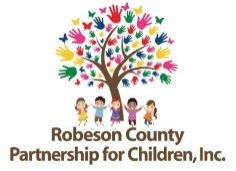 Robeson County
Partnership for Children, Inc.